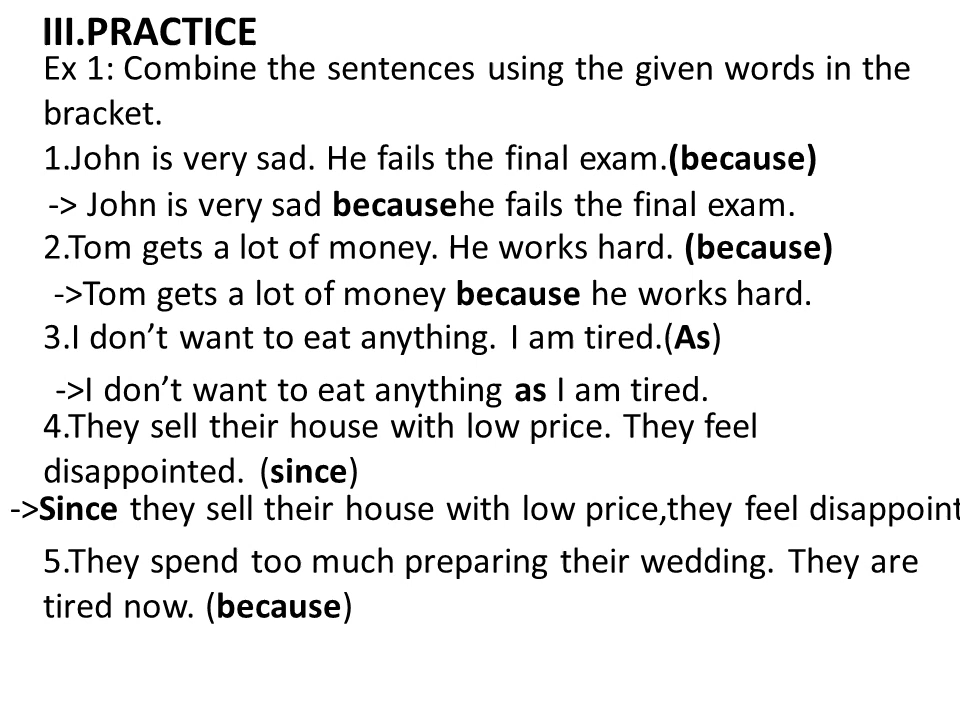 III.PRACTICE
Ex 1: Combine the sentences using the given words in the
bracket.
1.John is very sad. He fails the final exam.(because)
-> John is very sad becausehe fails the final exam.
2.Tom gets a lot of money. He works hard. (because)
->Tom gets a lot of money because he works hard.
3.I don’t want to eat anything. I am tired.(As)
->I don’t want to eat anything as I am tired.
4.They sell their house with low price. They feel
disappointed. (since)
->Since they sell their house with low price,they feel disappoint
5.They spend too much preparing their wedding. They are
tired now. (because)